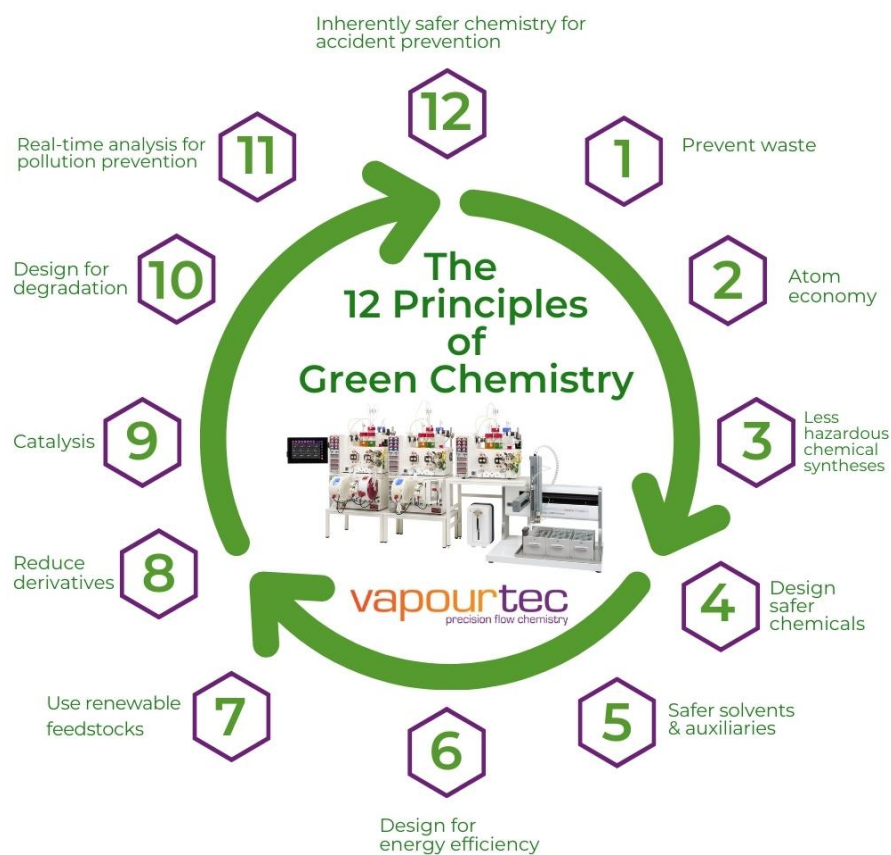 Inherently safer chemistry for
accident prevention
12
1
Prevent waste
2
Atom
economy
3
Less
hazardous
chemical
syntheses
4
Design
safer
chemicals
5
Safer solvents
& auxiliaries
6
Design for
energy efficiency
7
Use renewable
feedstocks
8
Reduce
derivatives
9
Catalysis
10
Design for
degradation
11
Real-time analysis for
pollution prevention
The
12 Principles
of
Green Chemistry
vapourtec
precision flow chemistry